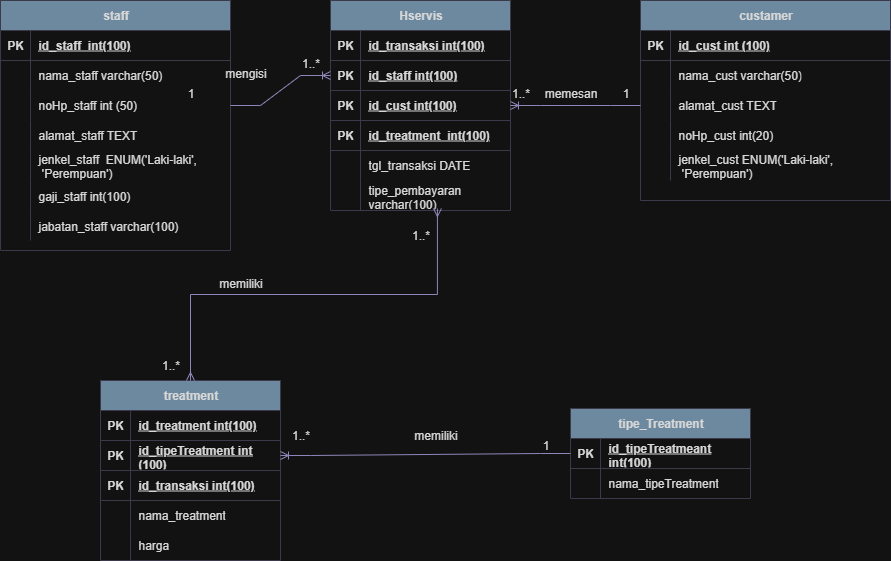 staff
PK id_staff int(100)
nama_staff varchar(50)
noHp_staff int (50)
alamat_staff TEXT
jenkel_staff ENUM('Laki-laki',
'Perempuan')
gaji_staff int(100)
jabatan_staff varchar(100)
1
mengisi
1..*
Hservis
PK id_transaksi int(100)
PK id_staff int(100)
PK id_cust int(100)
PK id_treatment int(100)
tgl_transaksi DATE
tipe_pembayaran
varchar(100)
1..*
memesan
1
custamer
PK id_cust int (100)
nama_cust varchar(50)
alamat_cust TEXT
noHp_cust int(20)
jenkel_cust ENUM('Laki-laki',
'Perempuan')
1..*
memiliki
1..*
treatment
PK id_treatment int(100)
PK id_tipeTreatment int
(100)
PK id_transaksi int(100)
nama_treatment
harga
1..*
memiliki
1
tipe_Treatment
PK id_tipeTreatmeant
int(100)
nama_tipeTreatment